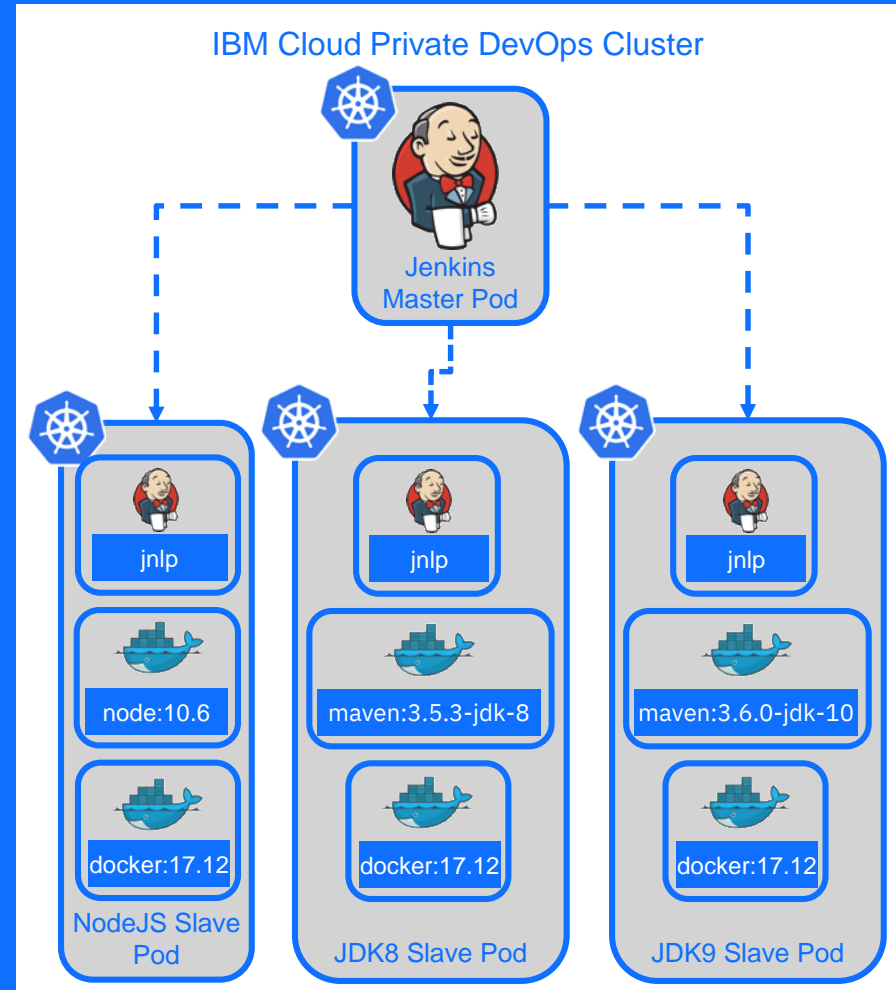 IBM Cloud Private DevOps Cluster
Jenkins
Master Pod
jnlp
node:10.6
docker:17.12
NodeJS Slave
Pod
jnlp
maven:3.5.3-jdk-8
docker:17.12
JDK8 Slave Pod
jnlp
maven:3.6.0-jdk-10
docker:17.12
JDK9 Slave Pod